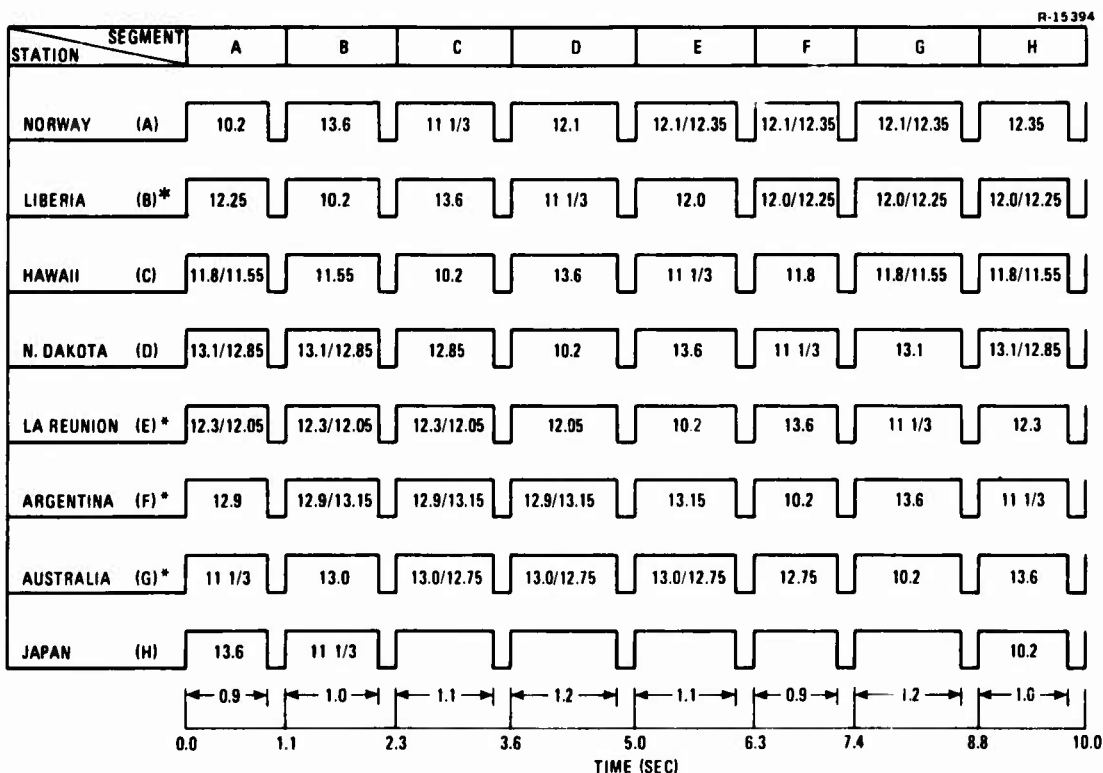 R-15394
SEGMENT
STATION A B C D E F G H
NORWAY (A) 10.2 13.6 11 1/3 12.1 12.1/12.35 12.1/12.35 12.1/12.35 12.35
LIBERIA (B)* 12.25 10.2 13.6 11 1/3 12.0 12.0/12.25 12.0/12.25 12.0/12.25
HAWAII (C) 11.8/11.55 11.55 10.2 13.6 11 1/3 11.8 11.8/11.55 11.8/11.55
N. DAKOTA (D) 13.1/12.85 13.1/12.85 12.85 10.2 13.6 11 1/3 13.1 13.1/12.85
LA REUNION (E)* 12.3/12.05 12.3/12.05 12.3/12.05 12.05 10.2 13.6 11 1/3 12.3
ARGENTINA (F)* 12.9 12.9/13.15 12.9/13.15 12.9/13.15 13.15 10.2 13.6 11 1/3
AUSTRALIA (G)* 11 1/3 13.0 13.0/12.75 13.0/12.75 13.0/12.75 12.75 10.2 13.6
JAPAN (H) 13.6 11 1/3 10.2
0.9 1.0 1.1 1.2 1.1 0.9 1.2 1.0
0.0 1.1 2.3 3.6 5.0 6.3 7.4 8.8 10.0
TIME (SEC)